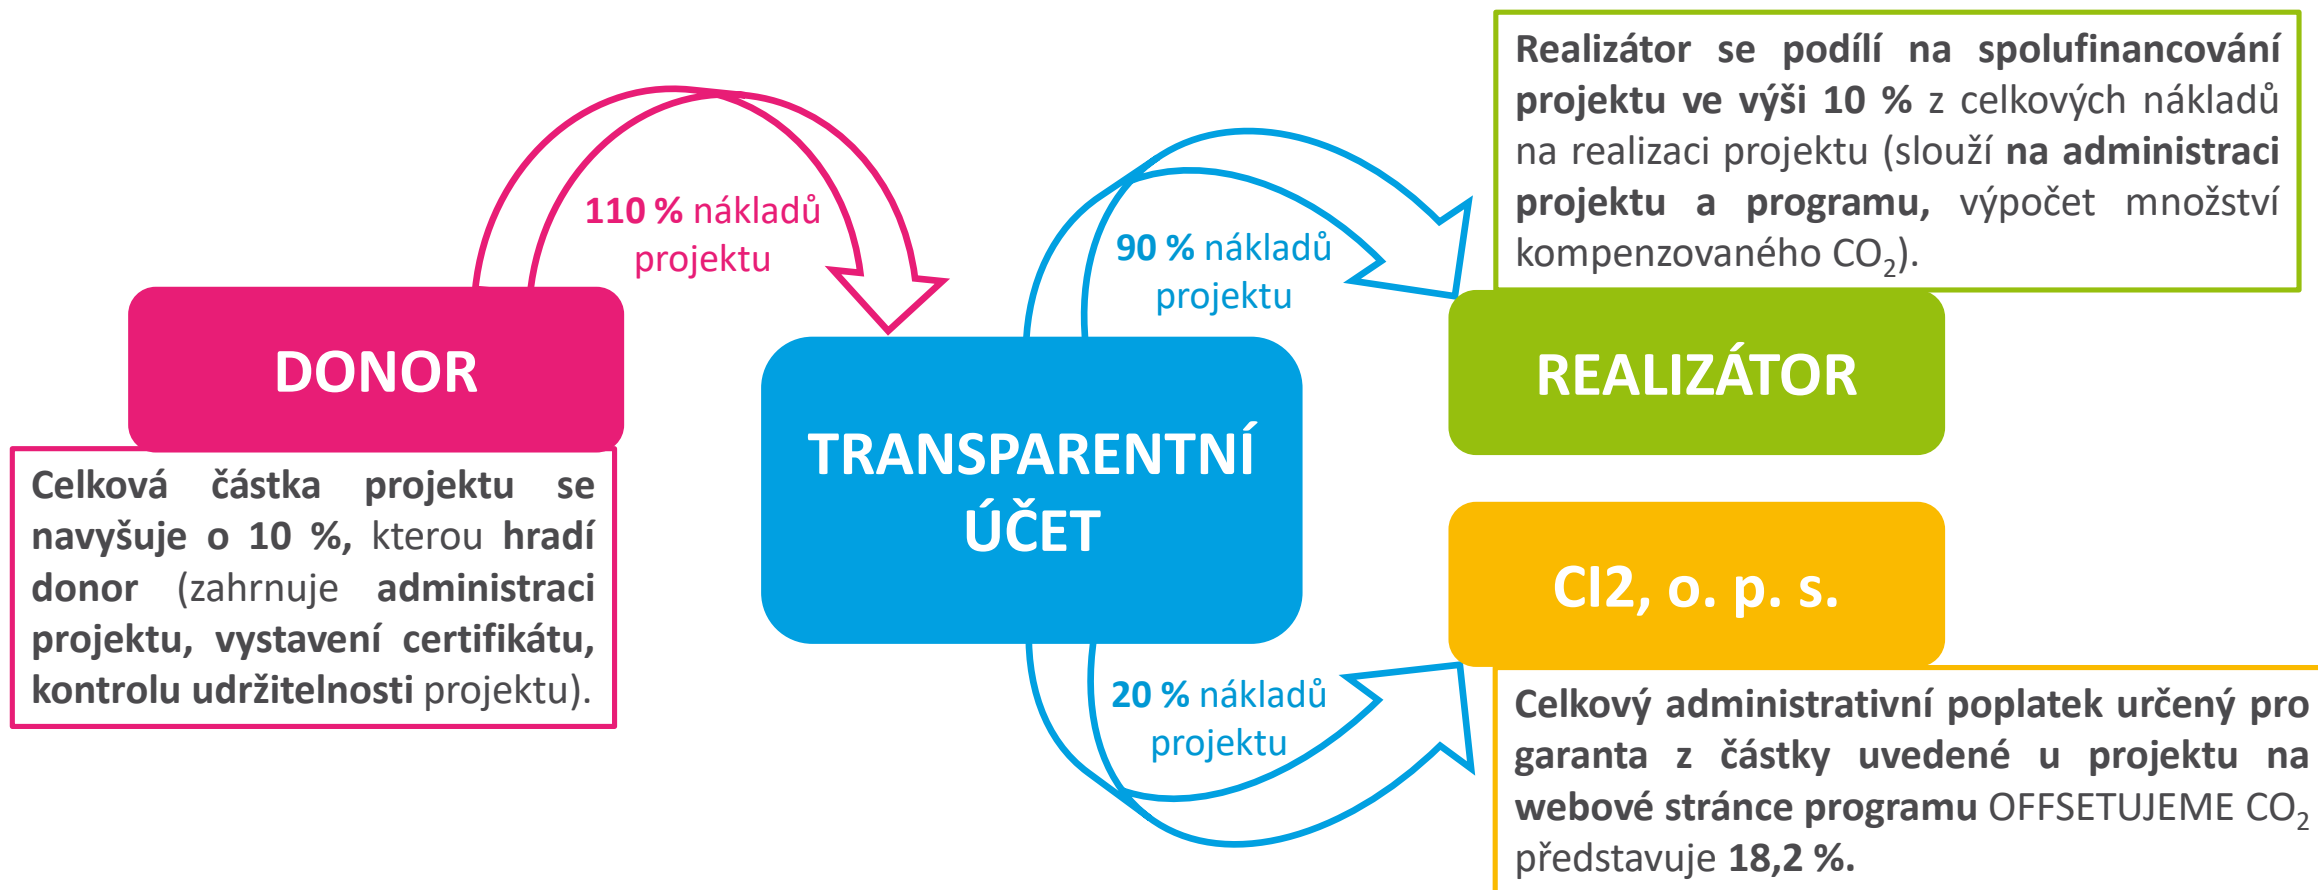 DONOR
Celková částka projektu se
navyšuje o 10 %, kterou hradí
donor (zahrnuje administraci
projektu, vystavení certifikátu,
kontrolu udržitelnosti projektu).
110 % nákladů
projektu
TRANSPARENTNÍ
ÚČET
90 % nákladů
projektu
20 % nákladů
projektu
Realizátor se podílí na spolufinancování
projektu ve výši 10 % z celkových nákladů
na realizaci projektu (slouží na administraci
projektu a programu, výpočet množství
kompenzovaného CO₂).
REALIZÁTOR
CI2, o. p. s.
Celkový administrativní poplatek určený pro
garanta z částky uvedené u projektu na
webové stránce programu OFFSETUJEME CO₂
představuje 18,2 %.